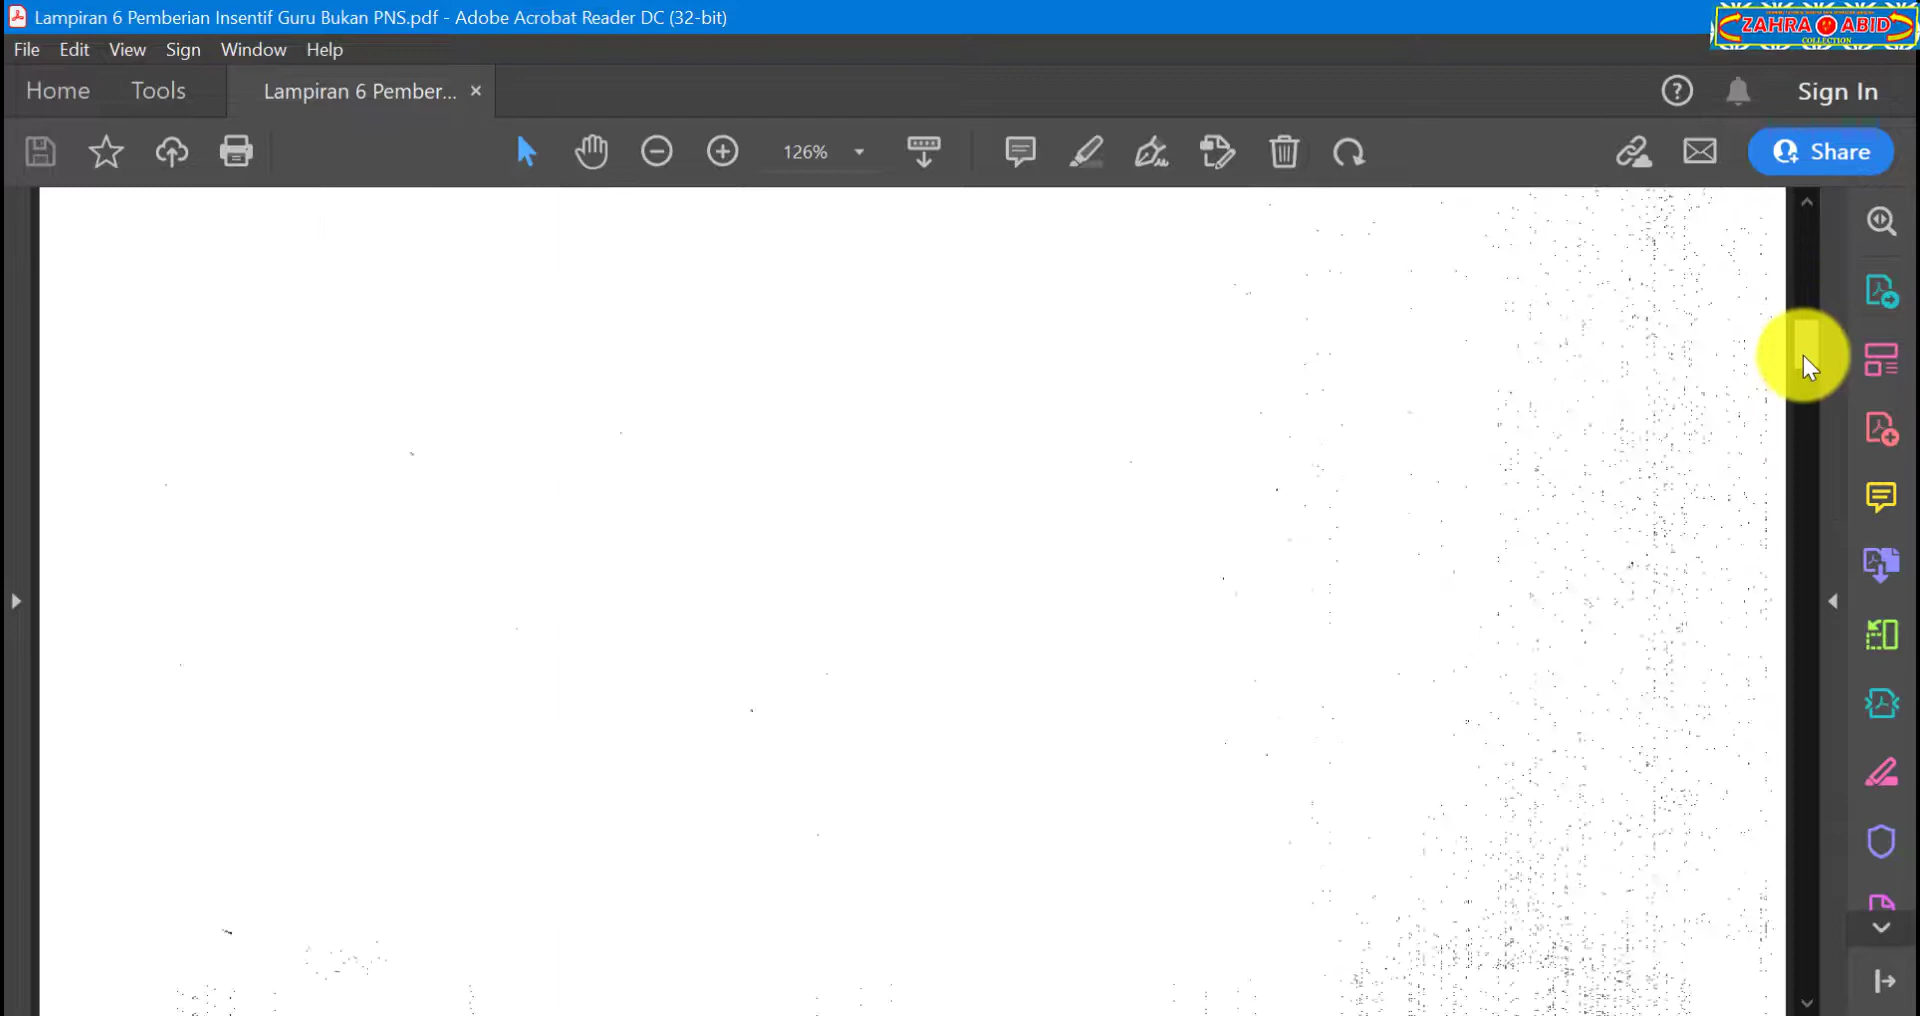 Lampiran 6 Pemberian Insentif Guru Bukan PNS.pdf - Adobe Acrobat Reader DC (32-bit)
ZAHRA ABID
COLLECTION
File Edit View Sign Window Help
Home Tools Lampiran 6 Pember... × Sign In
126% Share